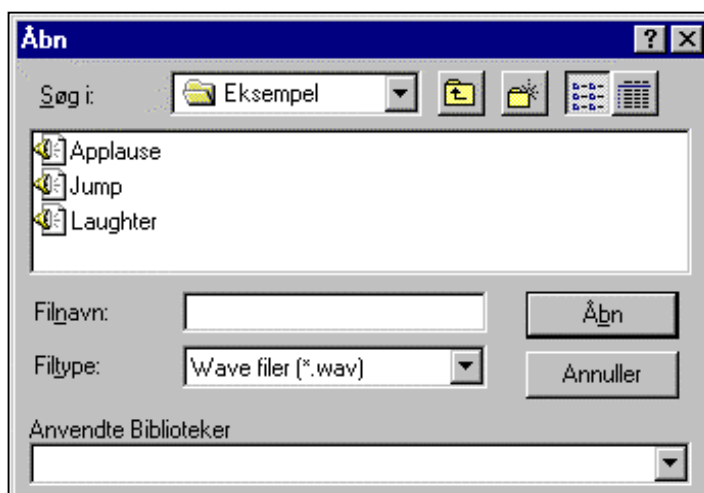 Åbn
Søg i: Eksempel
Applause
Jump
Laughter
Filnavn: Åbn
Filtype: Wave filer (*.wav) Annuller
Anvendte Biblioteker